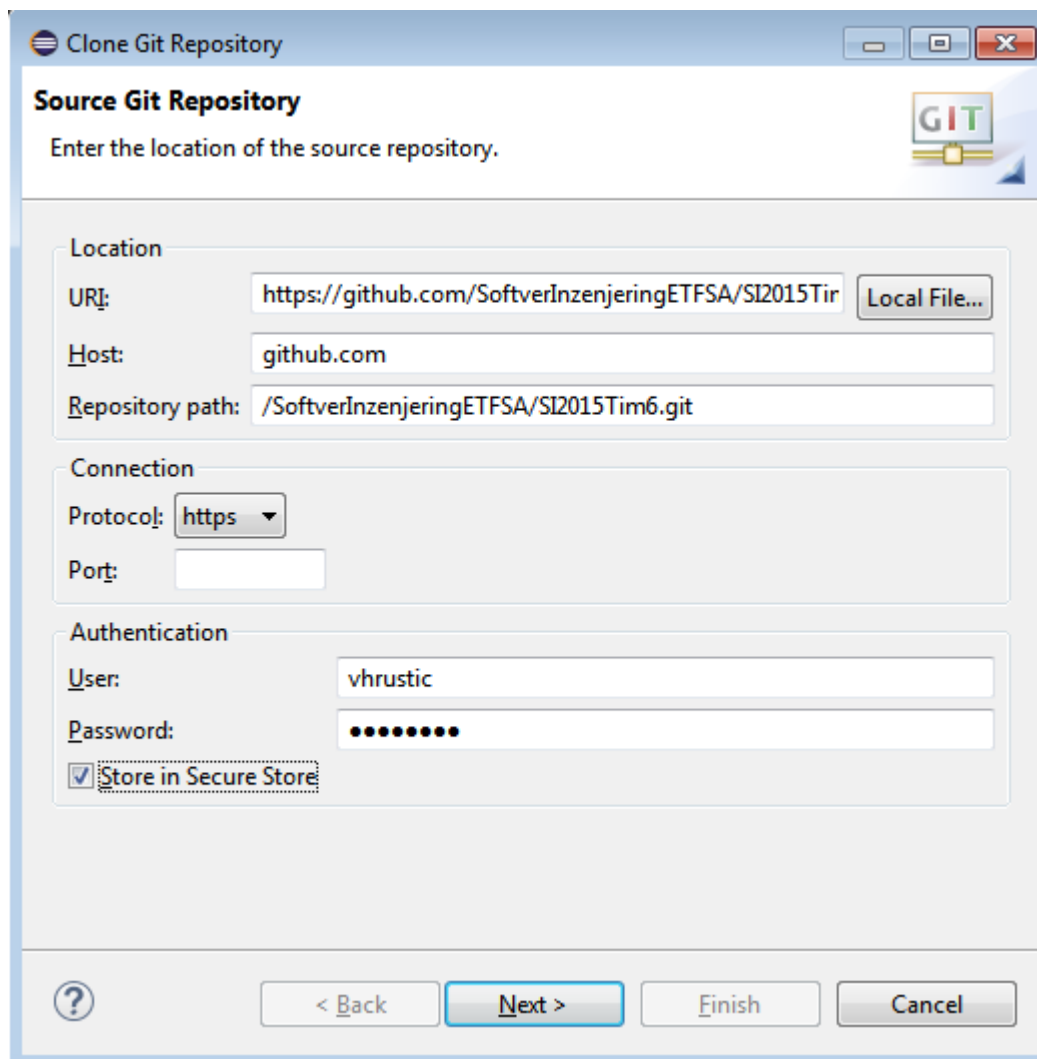 Clone Git Repository
Source Git Repository
GIT
Enter the location of the source repository.
Location
URI: https://github.com/SoftverInzenjeringETFSA/SI2015Tir Local File...
Host: github.com
Repository path: /SoftverInzenjeringETFSA/SI2015Tim6.git
Connection
Protocol: https
Port:
Authentication
User: vhrustic
Password: ●●●●●●●●
Store in Secure Store
? < Back Next > Finish Cancel